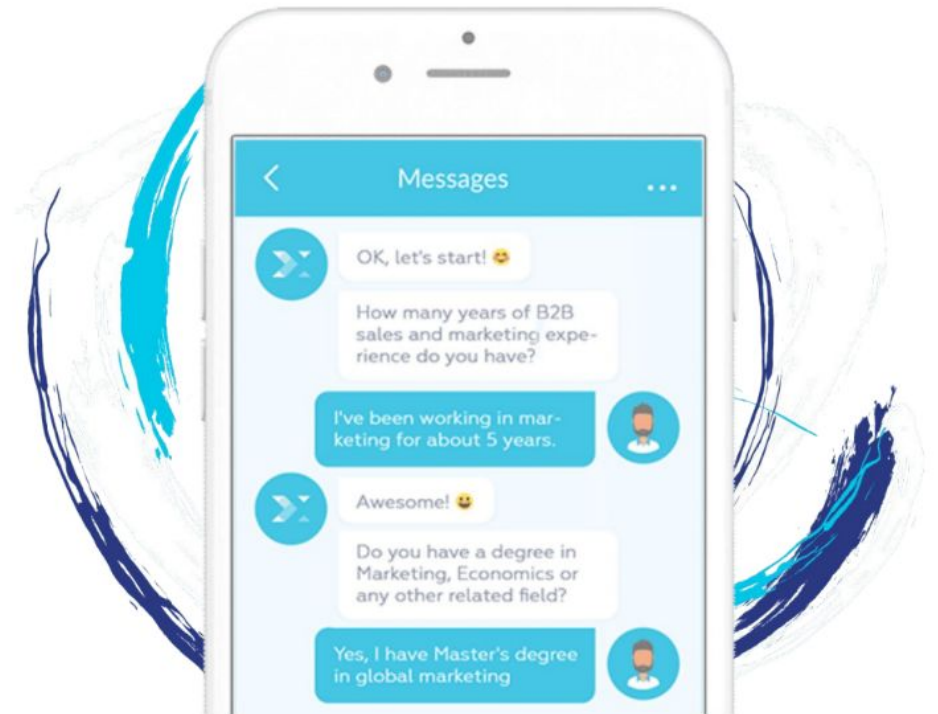 Messages
OK, let's start! 😊
How many years of B2B
sales and marketing expe-
rience do you have?
I've been working in mar-
keting for about 5 years.
Awesome! 😀
Do you have a degree in
Marketing, Economics or
any other related field?
Yes, I have Master's degree
in global marketing